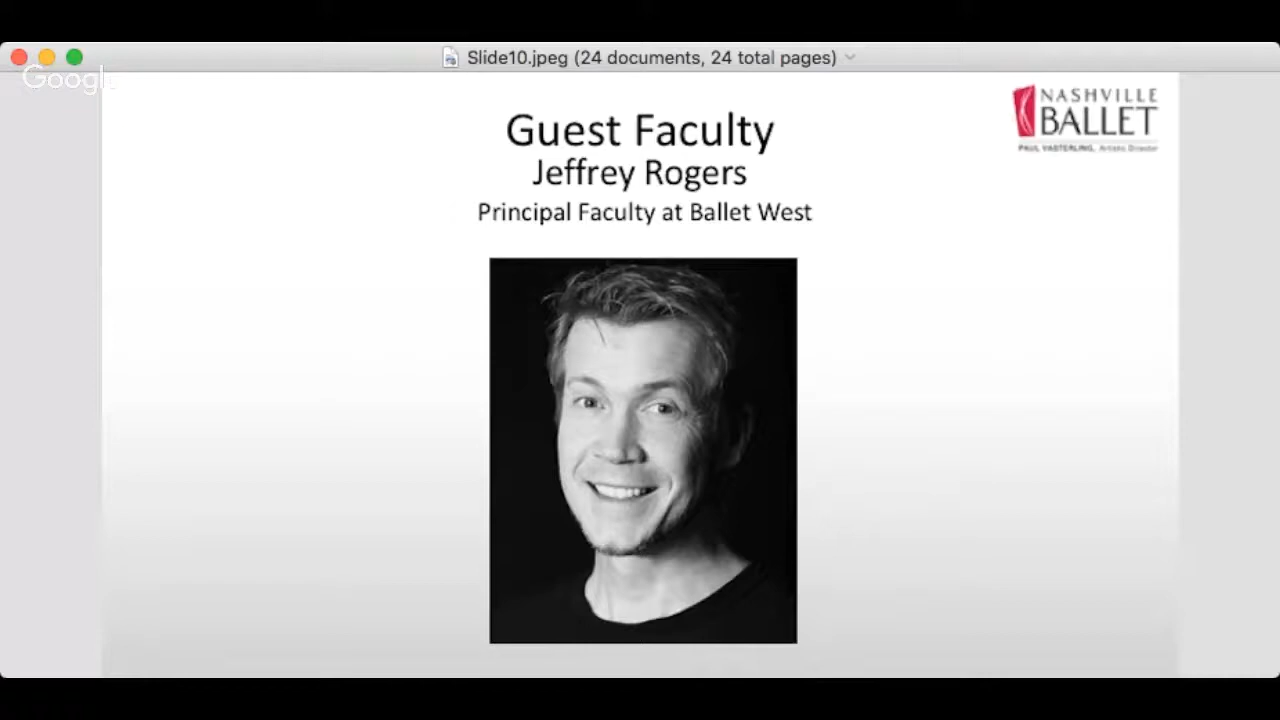 Slide10.jpeg (24 documents, 24 total pages)
Google
NASHVILLE
BALLET
PAUL VASTERLING, Artistic Director
Guest Faculty
Jeffrey Rogers
Principal Faculty at Ballet West